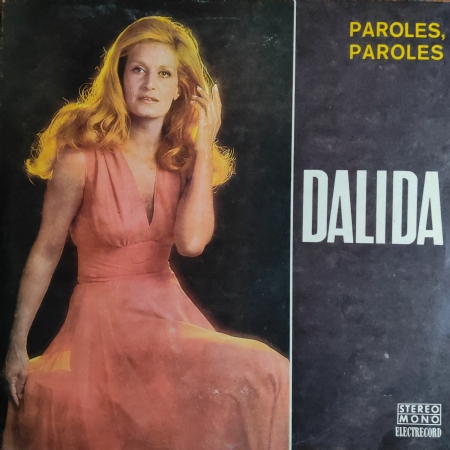 PAROLES,
PAROLES
DALIDA
STEREO
MONO
ELECTRECORD